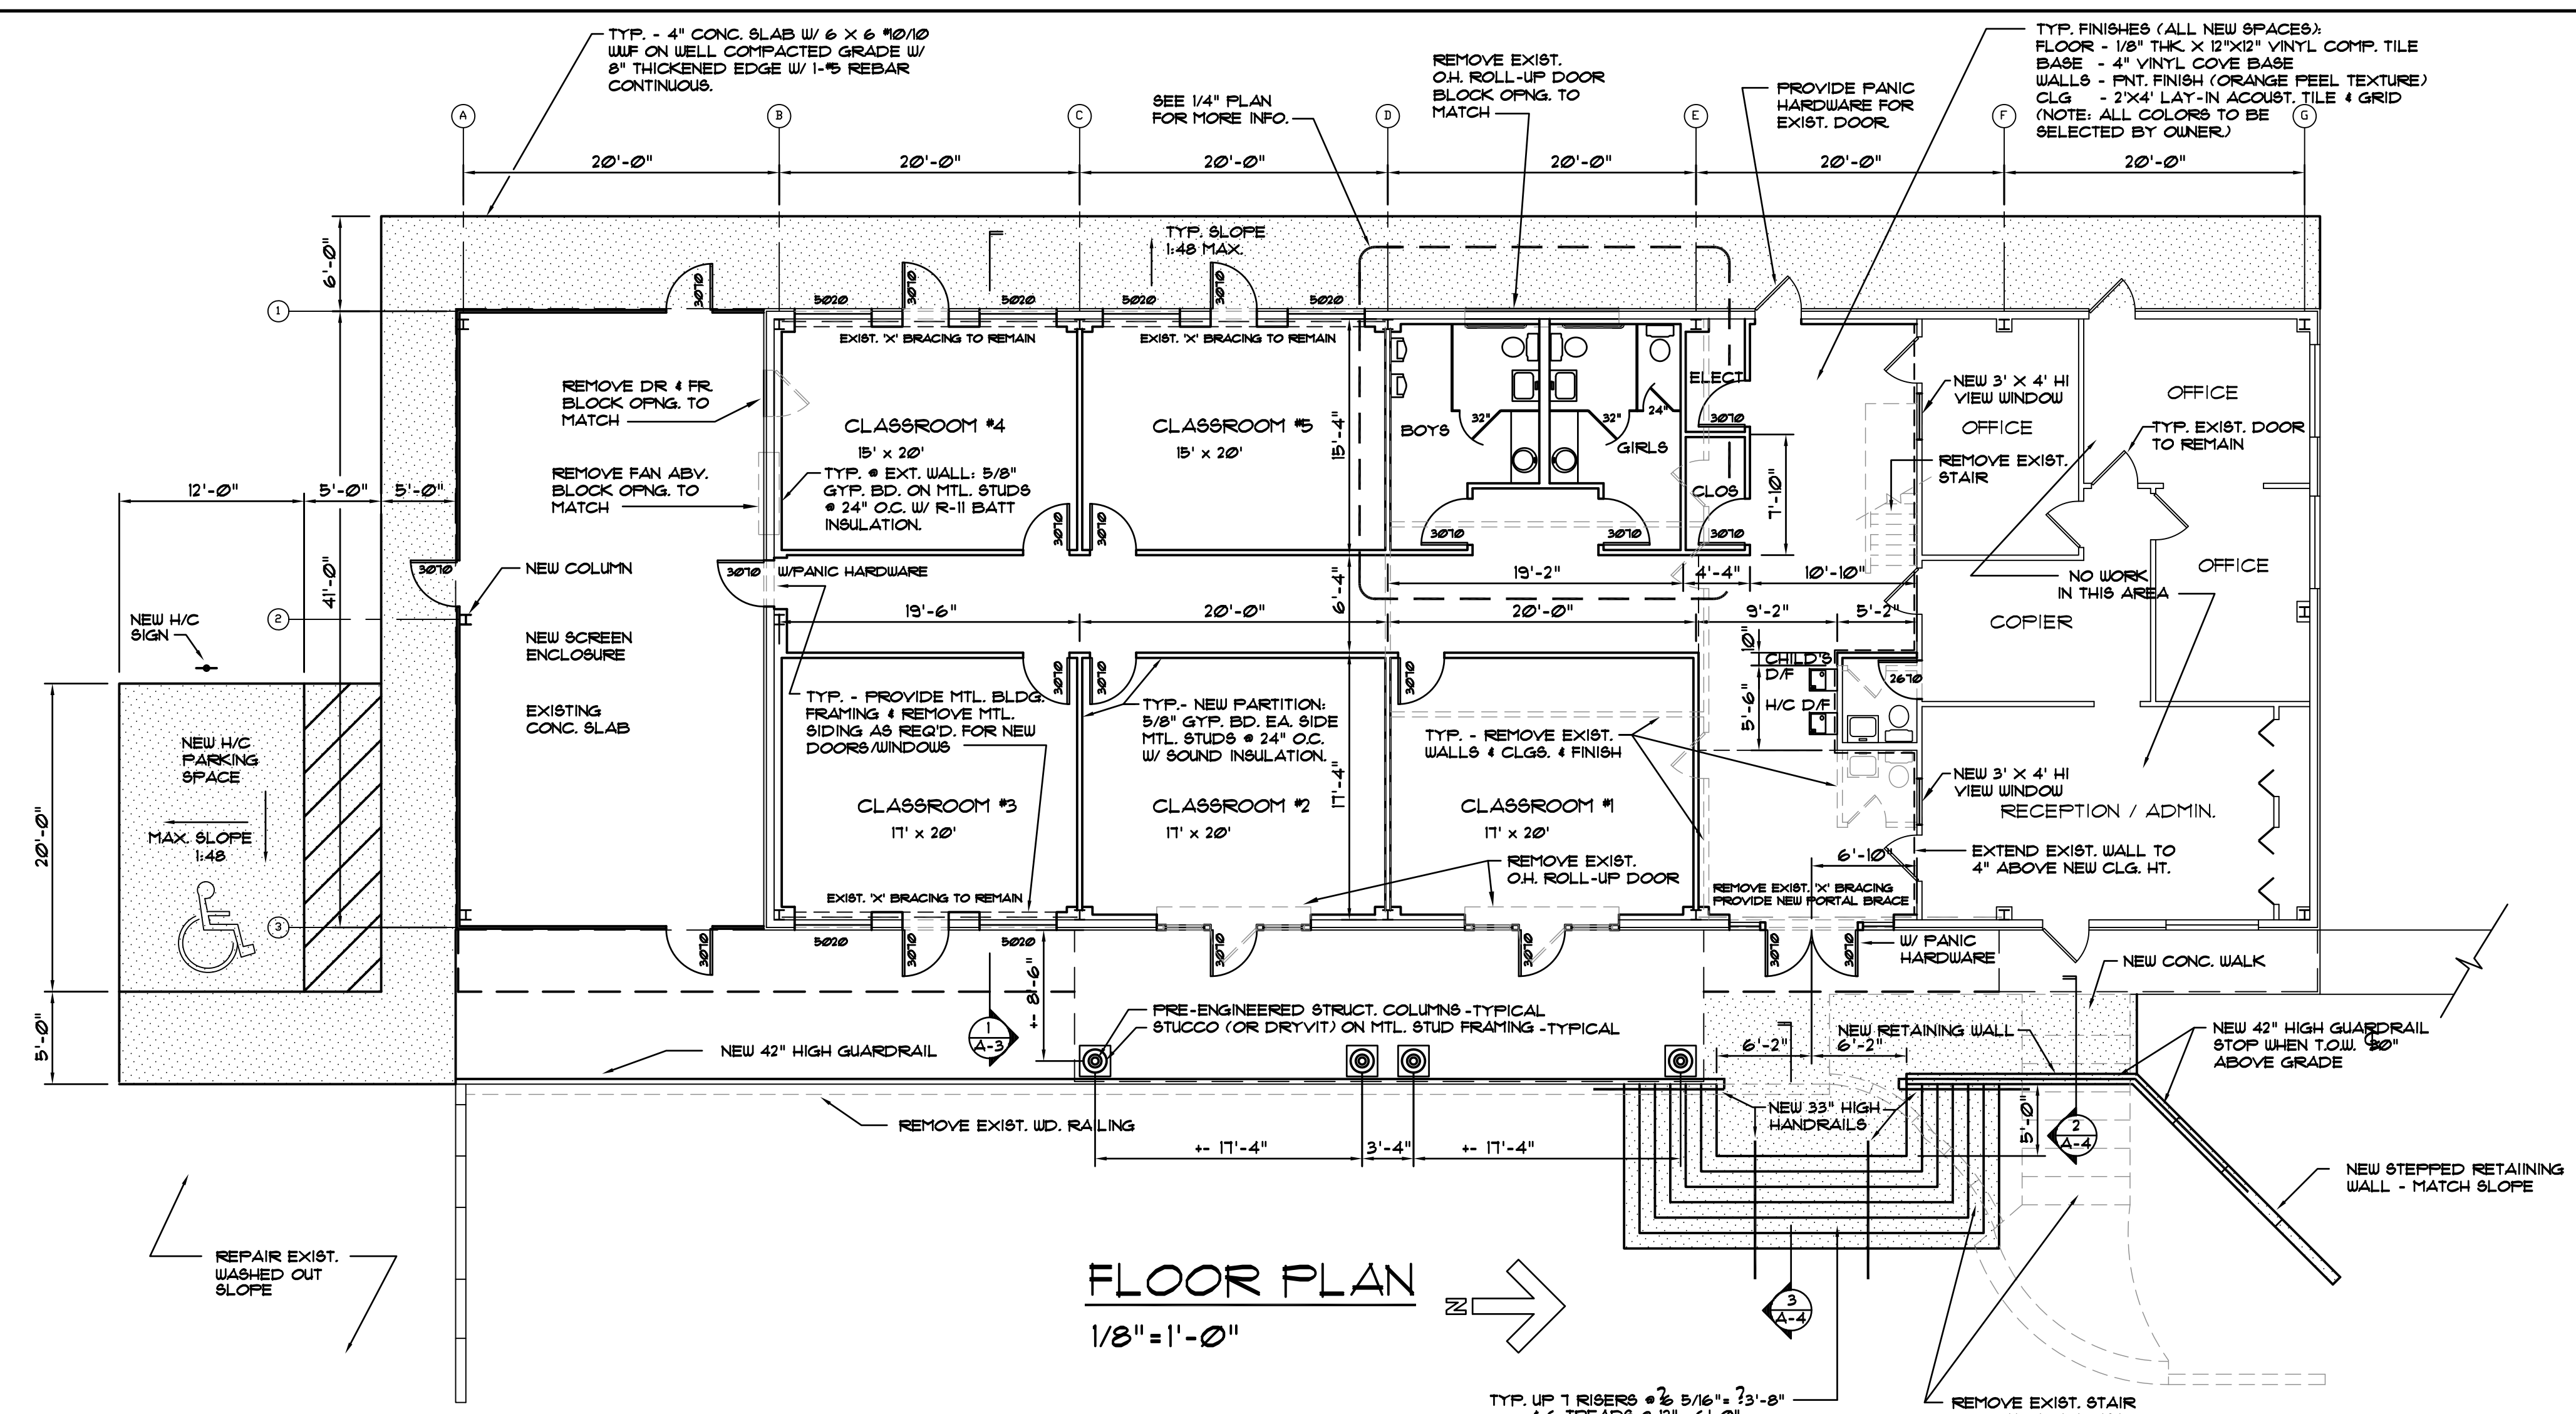 TYP. - 4" CONC. SLAB W/ 6 X 6 #10/10
WWF ON WELL COMPACTED GRADE W/
8" THICKENED EDGE W/ 1-#5 REBAR
CONTINUOUS.
SEE 1/4" PLAN
FOR MORE INFO.
REMOVE EXIST.
O.H. ROLL-UP DOOR
BLOCK OPNG. TO
MATCH
PROVIDE PANIC
HARDWARE FOR
EXIST. DOOR
TYP. FINISHES (ALL NEW SPACES):
FLOOR - 1/8" THK. X 12"X12" VINYL COMP. TILE
BASE - 4" VINYL COVE BASE
WALLS - PNT. FINISH (ORANGE PEEL TEXTURE)
CLG - 2'X4' LAY-IN ACOUST. TILE & GRID
(NOTE: ALL COLORS TO BE
SELECTED BY OWNER.)
A
B
C
D
E
F
G
20'-0"
20'-0"
20'-0"
20'-0"
20'-0"
20'-0"
6'-0"
TYP. SLOPE
1:48 MAX.
3070
5020
3070
5020
5020
3070
5020
1
EXIST. 'X' BRACING TO REMAIN
EXIST. 'X' BRACING TO REMAIN
REMOVE DR & FR.
BLOCK OPNG. TO
MATCH
CLASSROOM #4
15' x 20'
CLASSROOM #5
15' x 20'
15'-4"
BOYS
32"
32"
24"
GIRLS
ELECT
3070
CLOS
3070
7'-10"
NEW 3' X 4' HI
VIEW WINDOW
OFFICE
OFFICE
TYP. EXIST. DOOR
TO REMAIN
REMOVE EXIST.
STAIR
REMOVE FAN ABV.
BLOCK OPNG. TO
MATCH
TYP. @ EXT. WALL: 5/8"
GYP. BD. ON MTL. STUDS
@ 24" O.C. W/ R-11 BATT
INSULATION.
3070
3070
3070
3070
12'-0"
5'-0"
5'-0"
41'-0"
3070
NEW COLUMN
3070
W/PANIC HARDWARE
19'-2"
4'-4"
10'-10"
NO WORK
IN THIS AREA
OFFICE
6'-4"
19'-6"
20'-0"
20'-0"
9'-2"
5'-2"
COPIER
2
NEW H/C
SIGN
NEW SCREEN
ENCLOSURE
EXISTING
CONC. SLAB
10"
CHILD'S
D/F
H/C D/F
5'-6"
2670
3070
3070
3070
TYP. - PROVIDE MTL. BLDG.
FRAMING & REMOVE MTL.
SIDING AS REQ'D. FOR NEW
DOORS/WINDOWS
TYP.- NEW PARTITION:
5/8" GYP. BD. EA. SIDE
MTL. STUDS @ 24" O.C.
W/ SOUND INSULATION.
17'-4"
TYP. - REMOVE EXIST.
WALLS & CLGS. & FINISH
NEW H/C
PARKING
SPACE
MAX. SLOPE
1:48
20'-0"
CLASSROOM #3
17' x 20'
CLASSROOM #2
17' x 20'
CLASSROOM #1
17' x 20'
NEW 3' X 4' HI
VIEW WINDOW
RECEPTION / ADMIN.
REMOVE EXIST.
O.H. ROLL-UP DOOR
6'-10"
EXTEND EXIST. WALL TO
4" ABOVE NEW CLG. HT.
EXIST. 'X' BRACING TO REMAIN
REMOVE EXIST. 'X' BRACING
PROVIDE NEW PORTAL BRACE
3
3070
5020
3070
5020
3070
3070
3070
3070
W/ PANIC
HARDWARE
NEW CONC. WALK
+- 8'-6"
1
A-3
PRE-ENGINEERED STRUCT. COLUMNS -TYPICAL
STUCCO (OR DRYVIT) ON MTL. STUD FRAMING -TYPICAL
NEW 42" HIGH GUARDRAIL
NEW RETAINING WALL
6'-2"
6'-2"
NEW 42" HIGH GUARDRAIL
STOP WHEN T.O.W.
ABOVE GRADE
5'-0"
REMOVE EXIST. WD. RAILING
NEW 33" HIGH
HANDRAILS
5'-0"
2
A-4
+- 17'-4"
3'-4"
+- 17'-4"
NEW STEPPED RETAIINING
WALL - MATCH SLOPE
REPAIR EXIST.
WASHED OUT
SLOPE
FLOOR PLAN
1/8"=1'-0"
N
3
A-4
TYP. UP 7 RISERS @ 6 5/16"= 3'-8"
REMOVE EXIST. STAIR